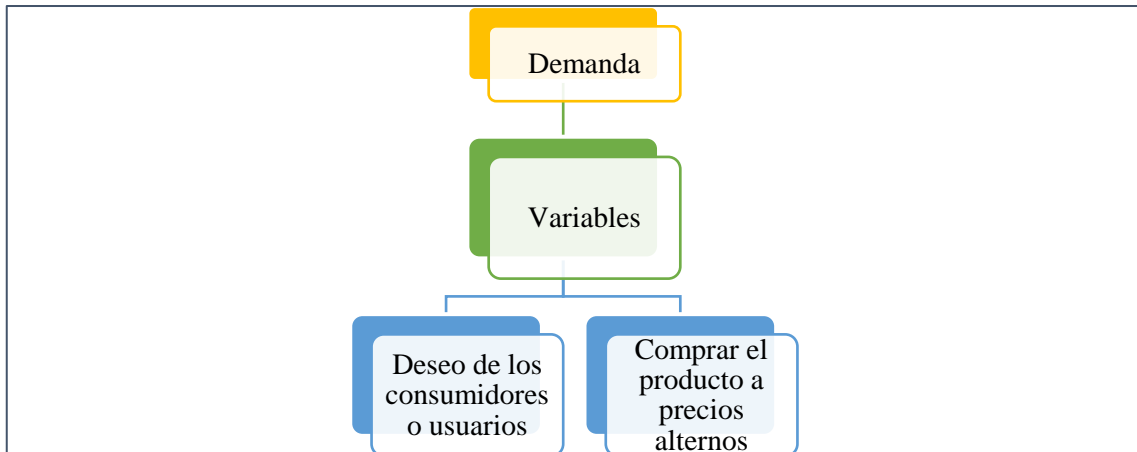 Demanda
Variables
Deseo de los
consumidores
o usuarios
Comprar el
producto a
precios
alternos